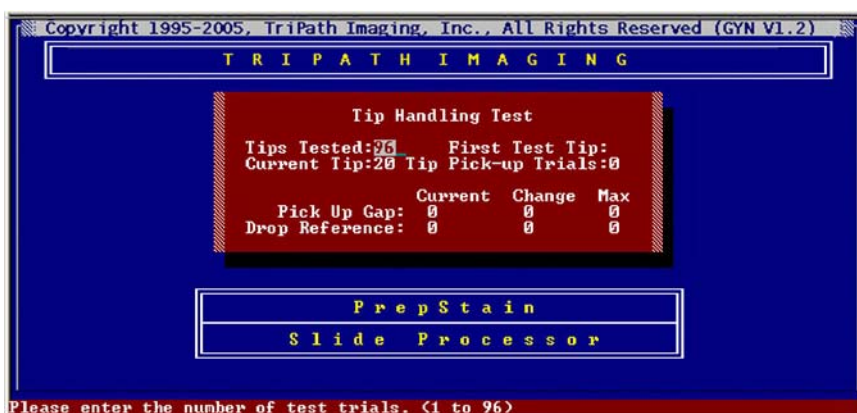 Copyright 1995-2005, TriPath Imaging, Inc., All Rights Reserved (GYN V1.2)
T R I P A T H I M A G I N G
Tip Handling Test
Tips Tested:96 First Test Tip:
Current Tip:20 Tip Pick-up Trials:0
Current Change Max
Pick Up Gap: 0 0 0
Drop Reference: 0 0 0
P r e p S t a i n
S l i d e P r o c e s s o r
Please enter the number of test trials. (1 to 96)